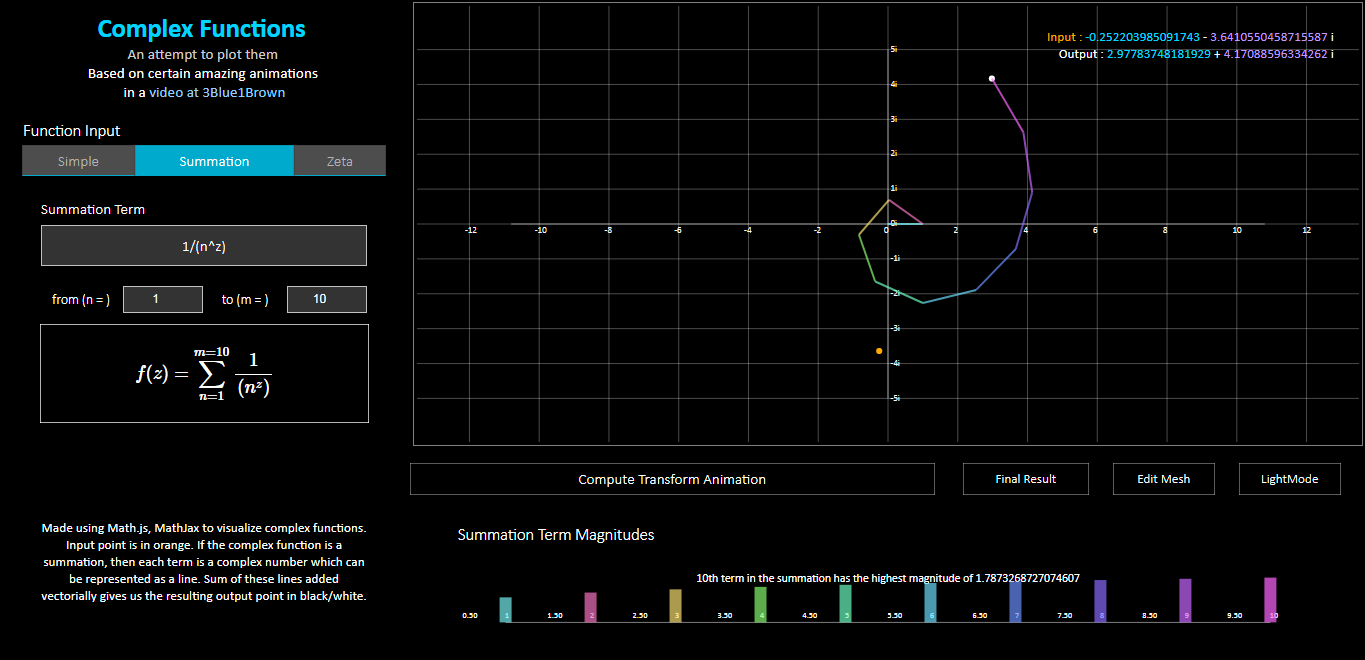 Complex Functions
An attempt to plot them
Based on certain amazing animations
in a video at 3Blue1Brown
Function Input
Simple Summation Zeta
Summation Term
1/(n^z)
from (n = ) 1 to (m = ) 10
f(z) = m=10 ∑ n=1 1 / (n^z)
Made using Math.js, MathJax to visualize complex functions.
Input point is in orange. If the complex function is a
summation, then each term is a complex number which can
be represented as a line. Sum of these lines added
vectorially gives us the resulting output point in black/white.
Input : -0.252203985091743 - 3.6410550458715587 i
Output : 2.97783748181929 + 4.17088596334262 i
5i
4i
3i
2i
1i
0i
-12 -10 -8 -6 -4 -2 0 2 4 6 8 10 12
-1i
-2i
-3i
-4i
-5i
Compute Transform Animation Final Result Edit Mesh LightMode
Summation Term Magnitudes
10th term in the summation has the highest magnitude of 1.7873268727074607
0.50 1 1.50 2 2.50 3 3.50 4 4.50 5 5.50 6 6.50 7 7.50 8 8.50 9 9.50 10